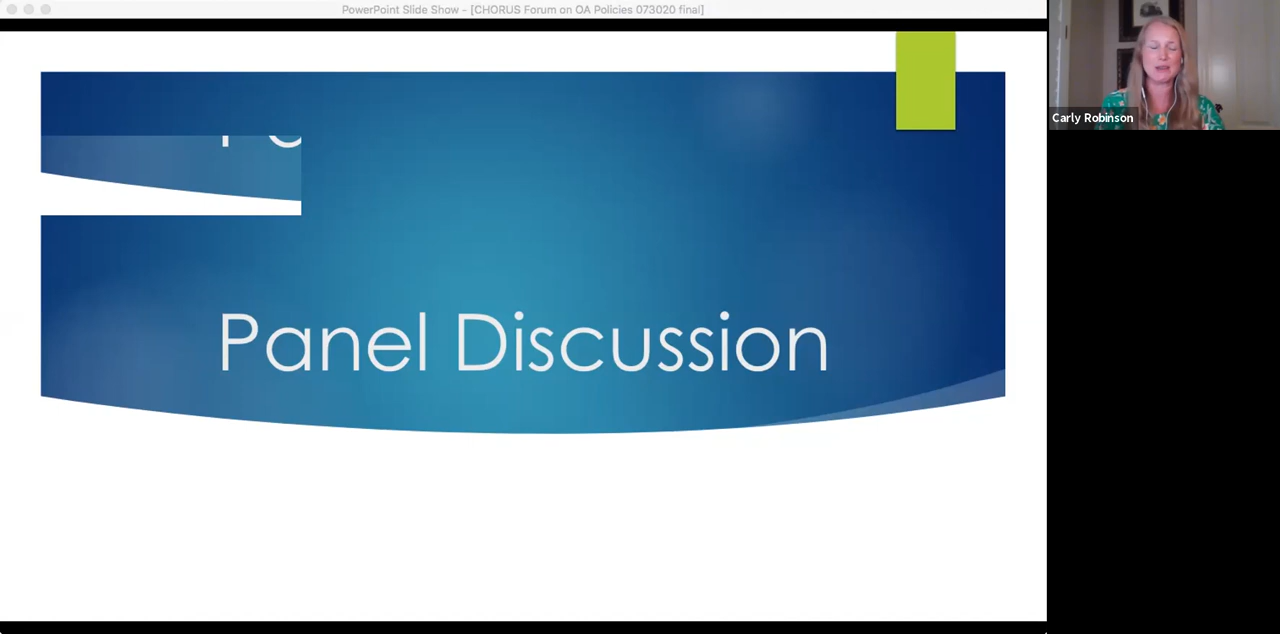 PowerPoint Slide Show - [CHORUS Forum on OA Policies 073020 final]
Carly Robinson
Panel Discussion